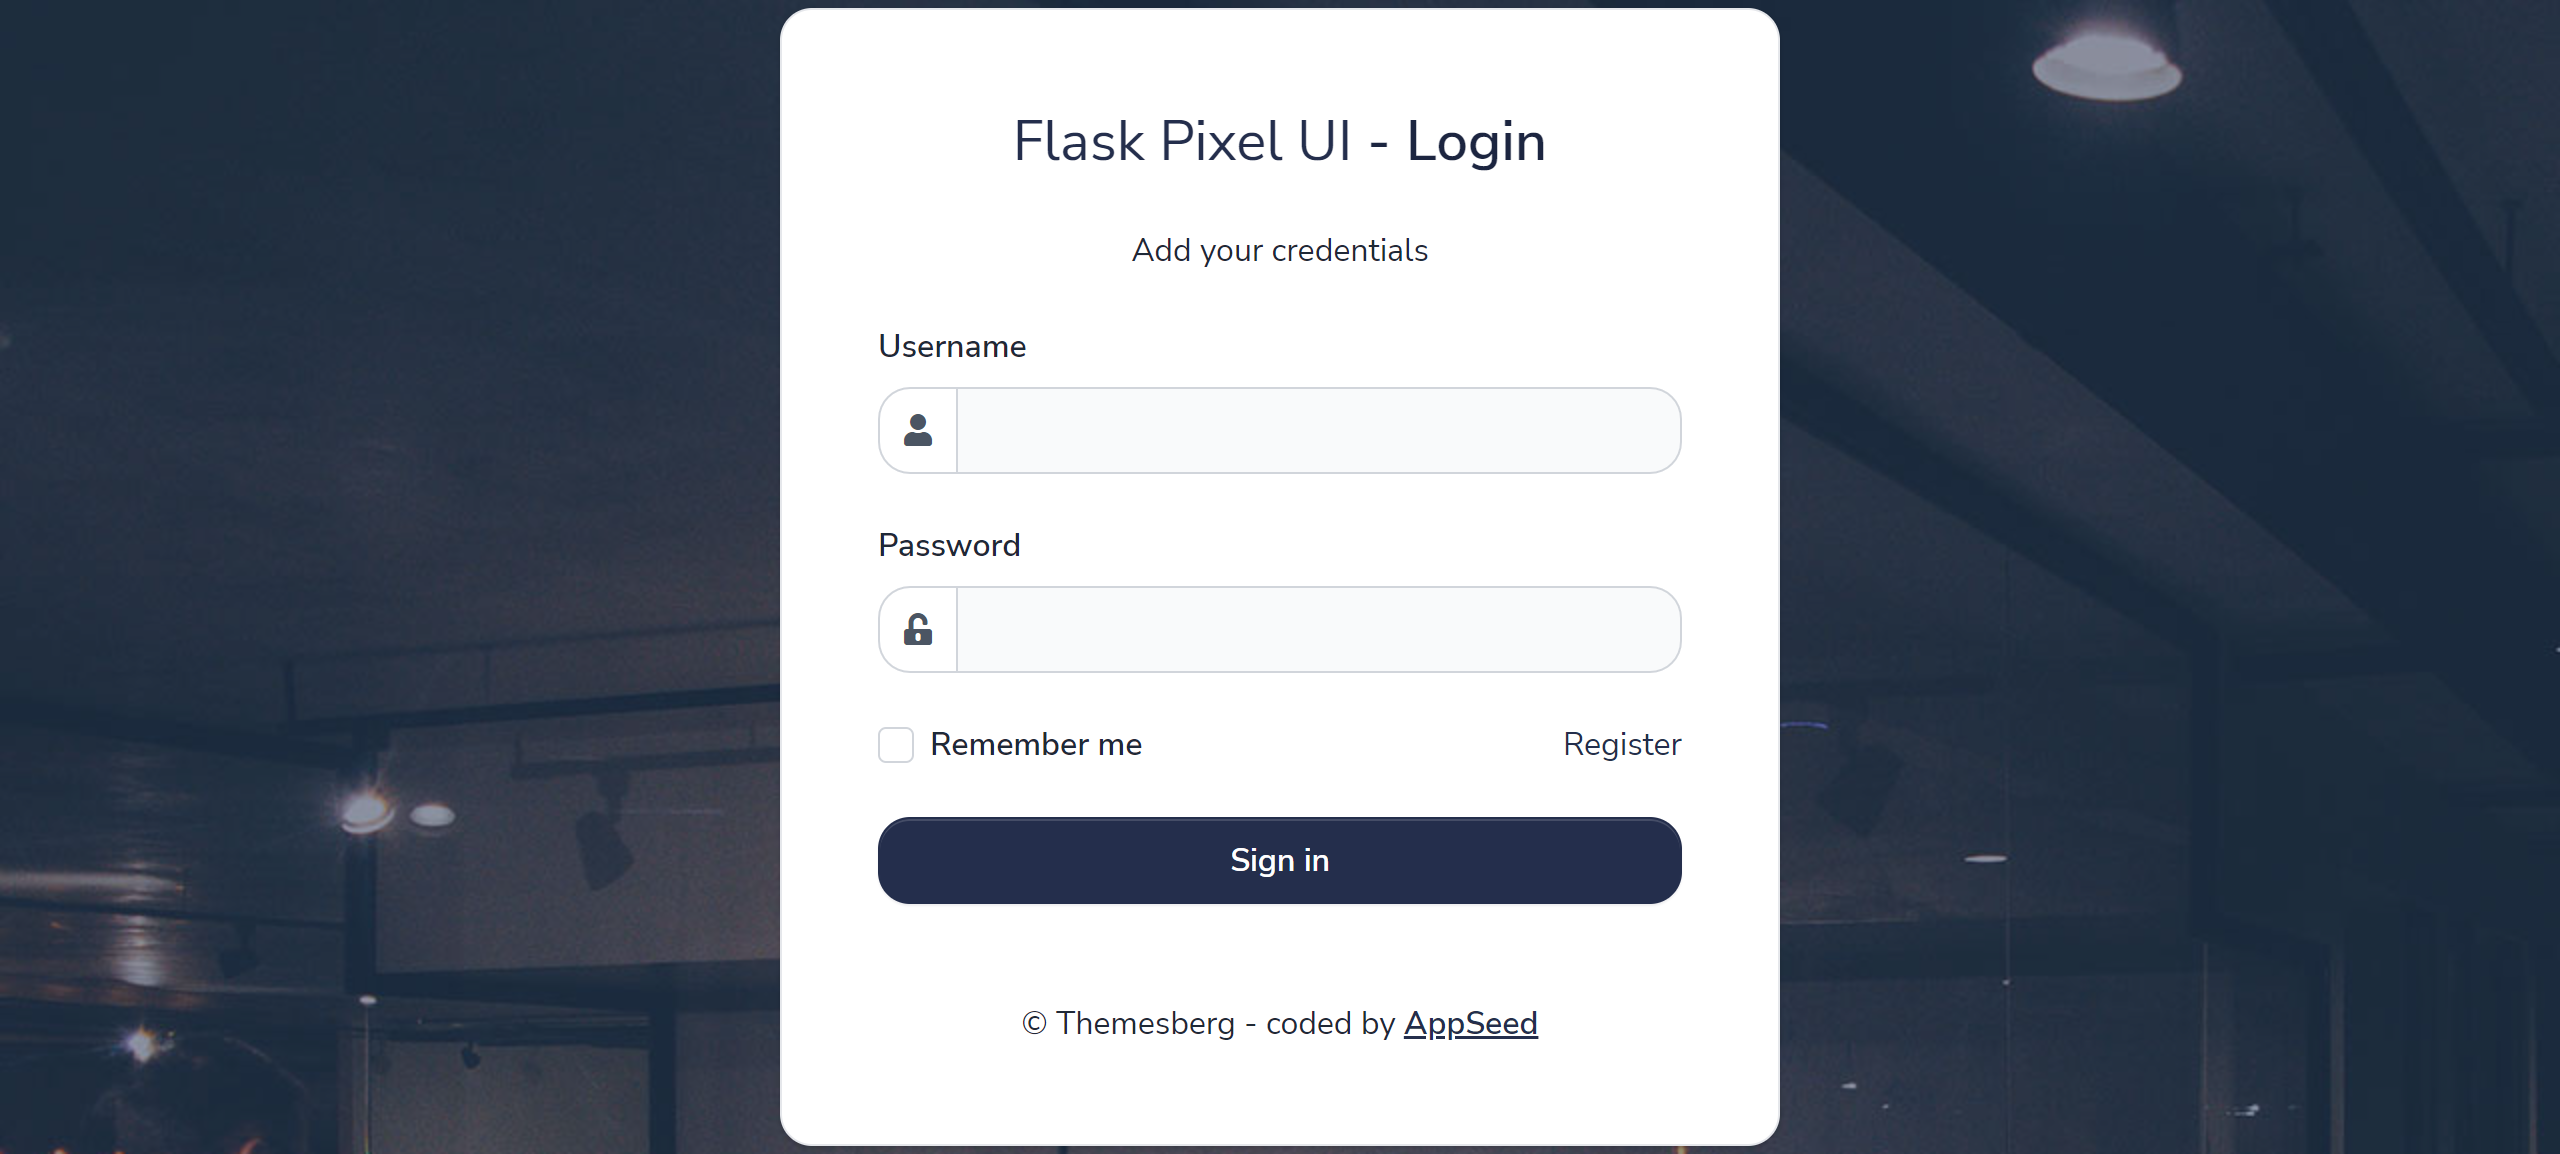 Flask Pixel UI - Login
Add your credentials
Username
Password
Remember me
Register
Sign in
© Themesberg - coded by AppSeed